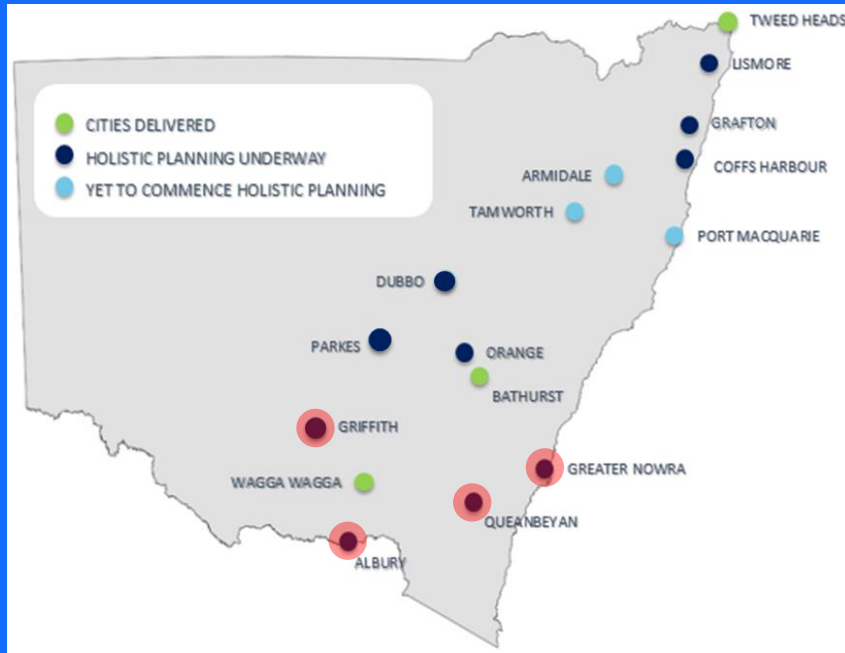 TWEED HEADS
LISMORE
CITIES DELIVERED
GRAFTON
HOLISTIC PLANNING UNDERWAY
COFFS HARBOUR
ARMIDALE
YET TO COMMENCE HOLISTIC PLANNING
TAMWORTH
PORT MACQUARIE
DUBBO
PARKES
ORANGE
BATHURST
GRIFFITH
GREATER NOWRA
WAGGA WAGGA
QUEANBEYAN
ALBURY